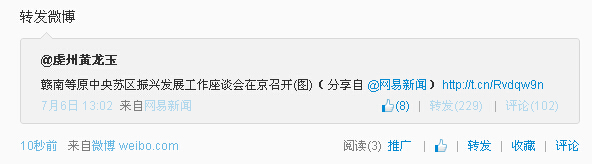 转发微博
@虔州黄龙玉
赣南等原中央苏区振兴发展工作座谈会在京召开(图) ( 分享自 @网易新闻 ) http://t.cn/Rvdqw9n
7月6日 13:02 来自网易新闻 (8) | 转发(229) | 评论(102)
10秒前 来自微博 weibo.com 阅读(3) 推广 | | 转发 | 收藏 | 评论